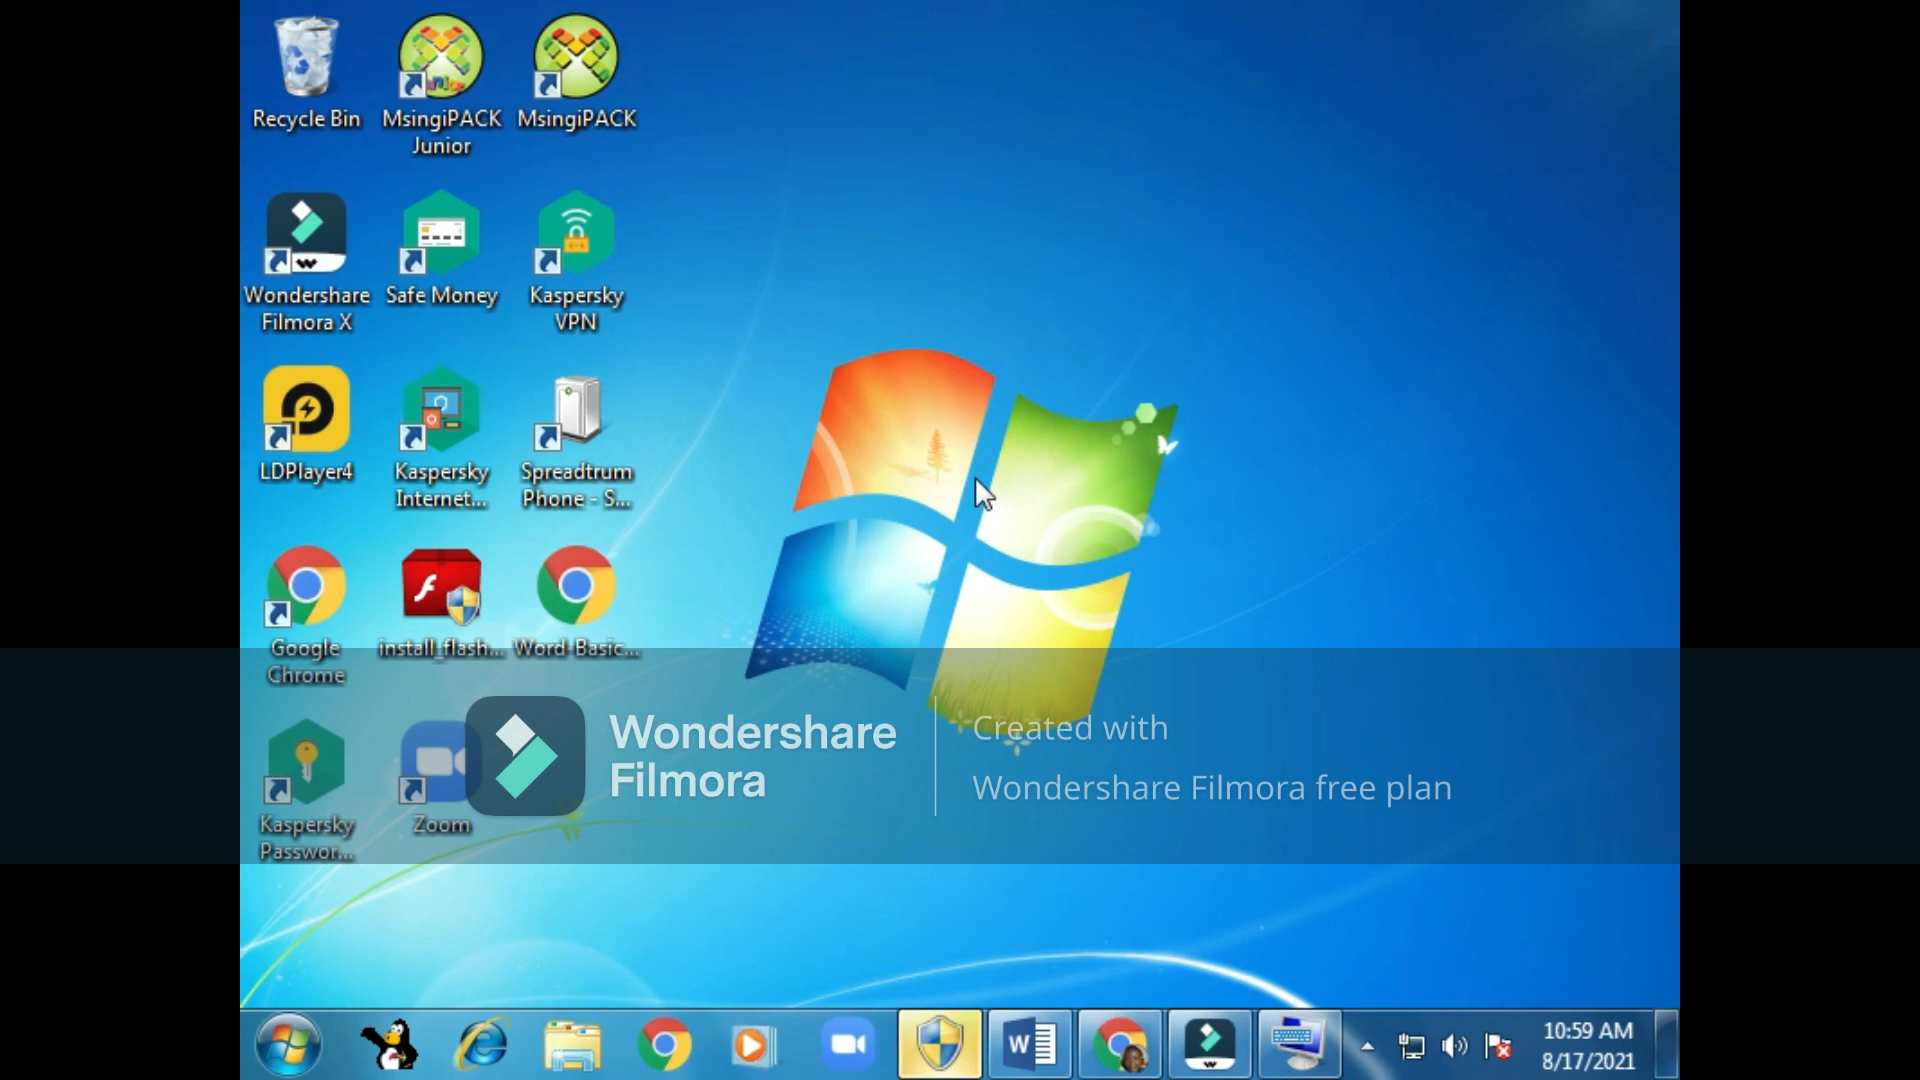 Recycle Bin
MsingiPACK
Junior
MsingiPACK
Wondershare
Filmora X
Safe Money
Kaspersky
VPN
LDPlayer4
Kaspersky
Internet...
Spreadtrum
Phone - S...
Google
Chrome
install_flash...
Word-Basic...
Kaspersky
Passwor...
Zoom
Wondershare
Filmora
Created with
Wondershare Filmora free plan
W
10:59 AM
8/17/2021